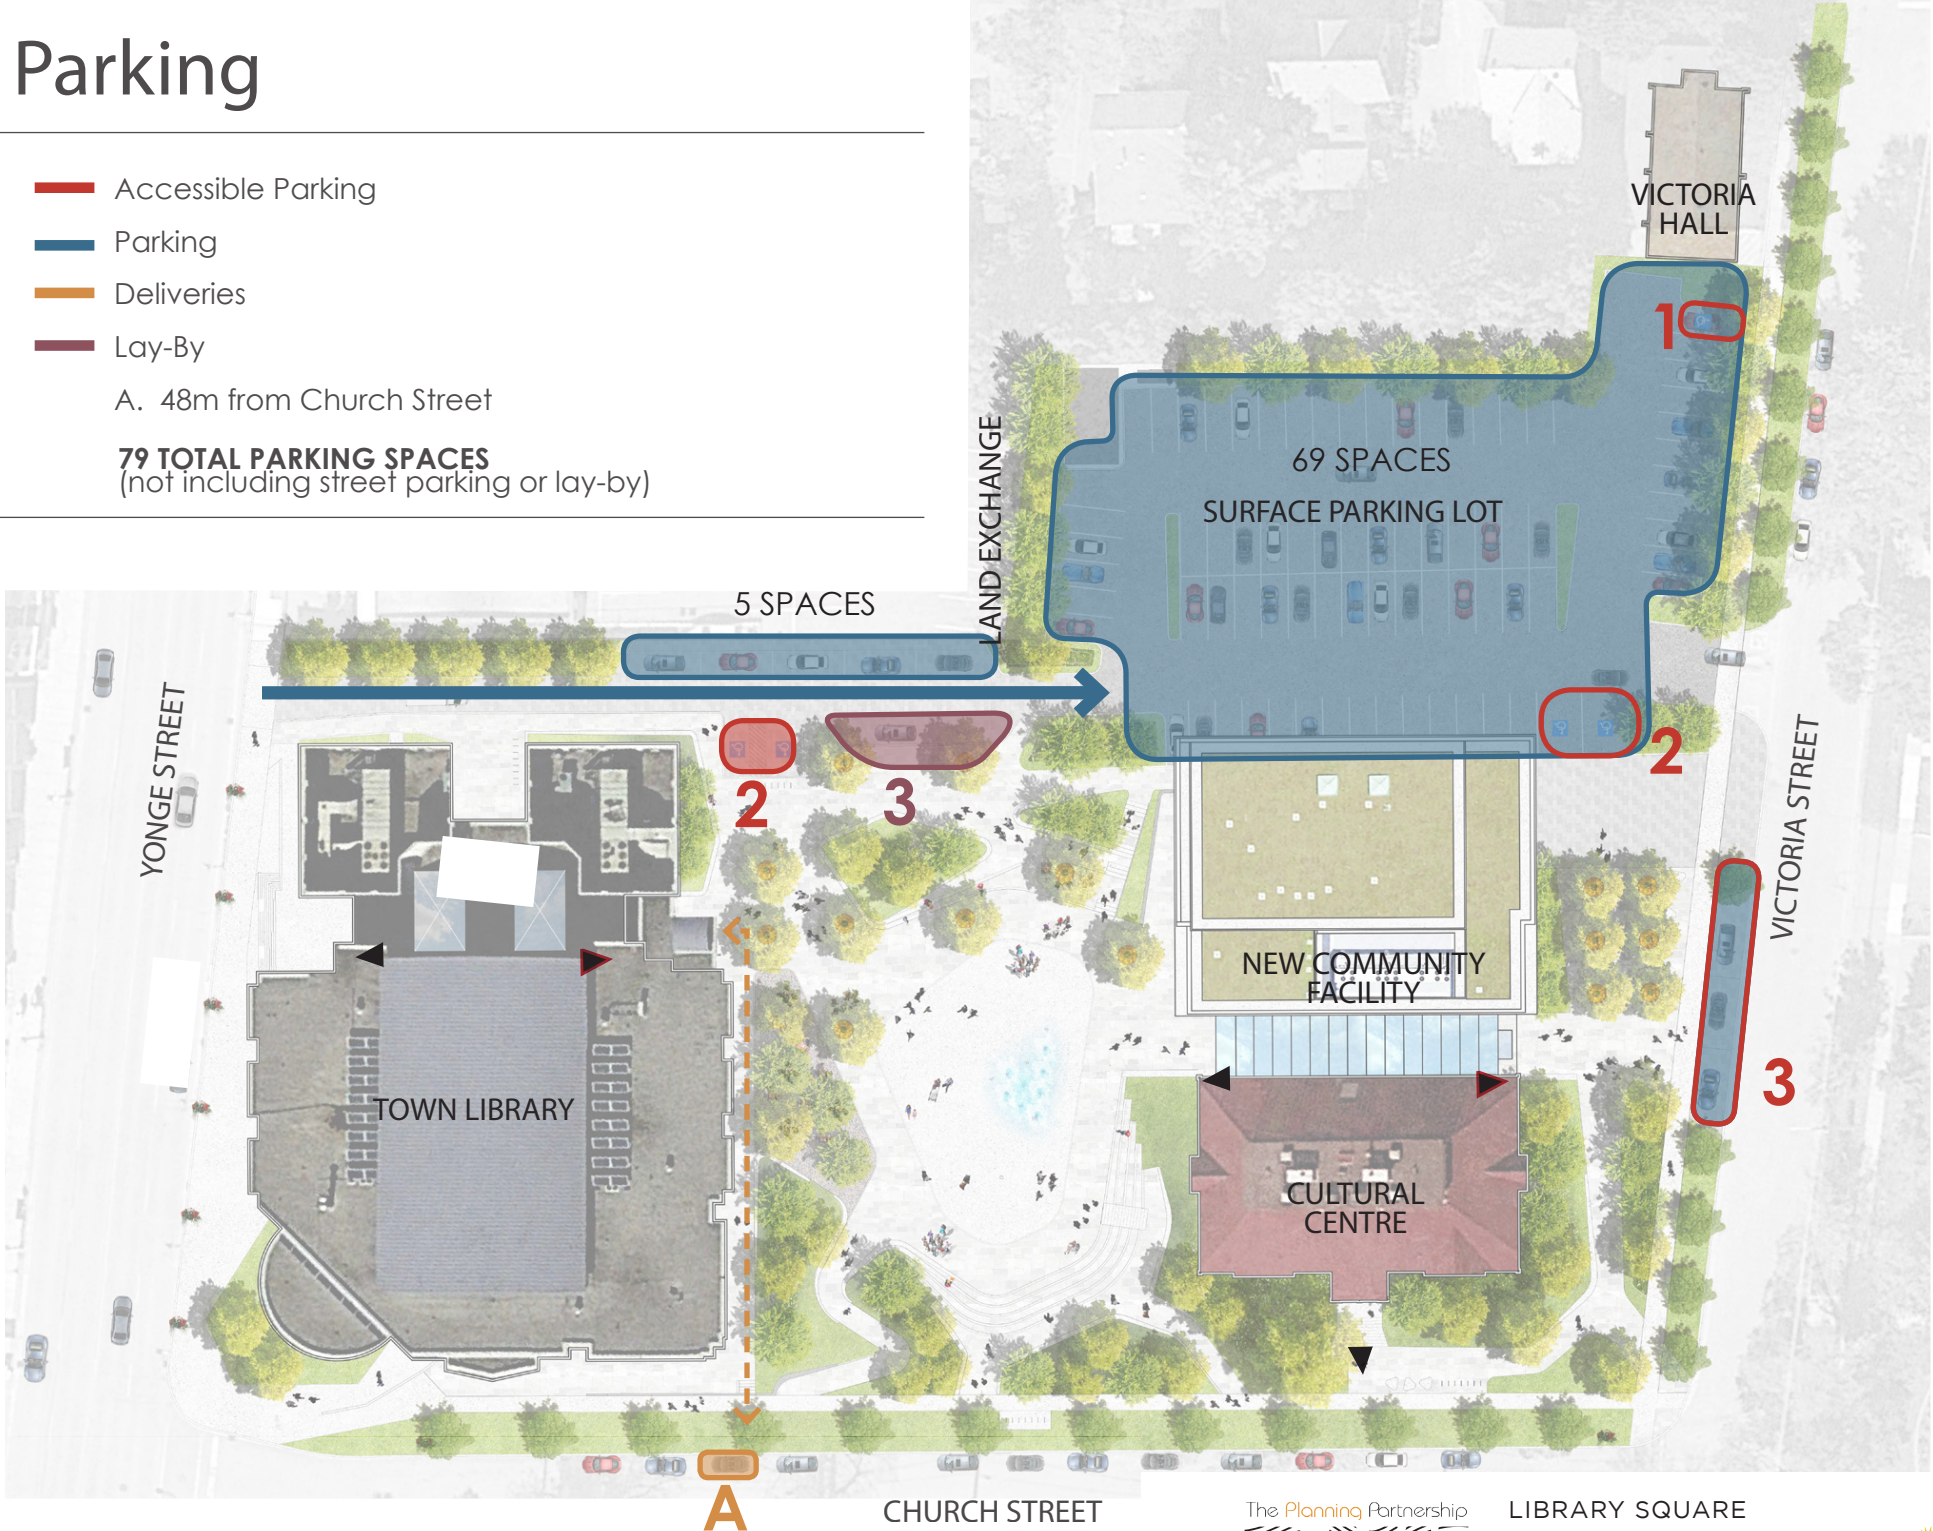 Parking
Accessible Parking
Parking
Deliveries
Lay-By
A. 48m from Church Street
79 TOTAL PARKING SPACES
(not including street parking or lay-by)
VICTORIA
HALL
1
69 SPACES
SURFACE PARKING LOT
LAND EXCHANGE
5 SPACES
YONGE STREET
2
3
2
VICTORIA STREET
NEW COMMUNITY
FACILITY
3
TOWN LIBRARY
CULTURAL
CENTRE
A
CHURCH STREET
The Planning Partnership
LIBRARY SQUARE